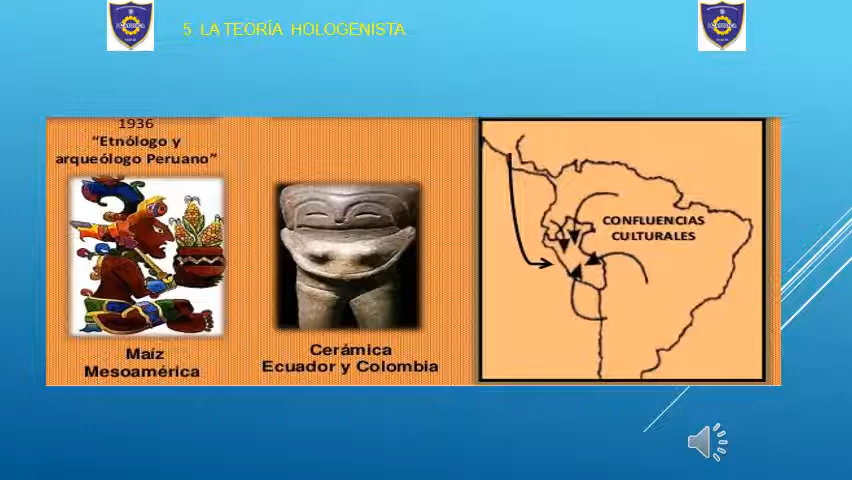 5 LA TEORÍA HOLOGENISTA
1936
“Etnólogo y
arqueólogo Peruano”
Maíz
Mesoamérica
Cerámica
Ecuador y Colombia
CONFLUENCIAS
CULTURALES